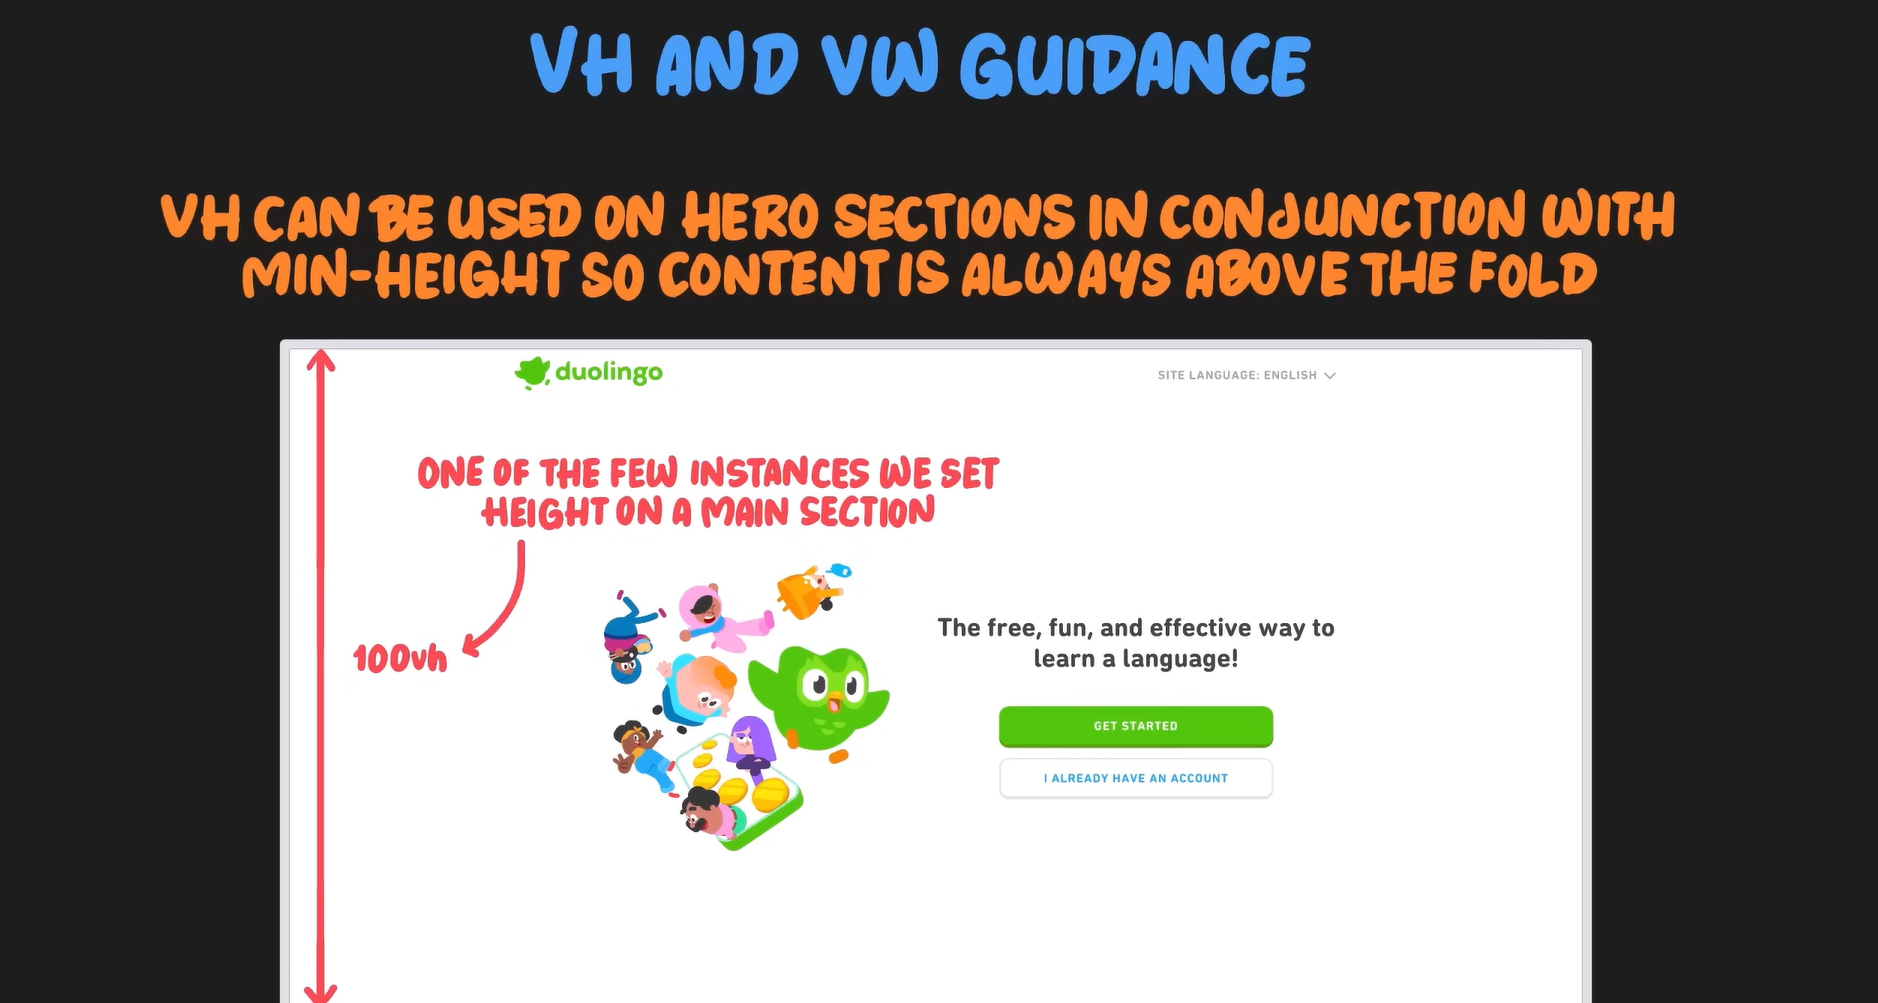 VH AND VW GUIDANCE
VH CAN BE USED ON HERO SECTIONS IN CONJUNCTION WITH
MIN-HEIGHT SO CONTENT IS ALWAYS ABOVE THE FOLD
duolingo
SITE LANGUAGE: ENGLISH
ONE OF THE FEW INSTANCES WE SET
HEIGHT ON A MAIN SECTION
100vh
The free, fun, and effective way to
learn a language!
GET STARTED
I ALREADY HAVE AN ACCOUNT